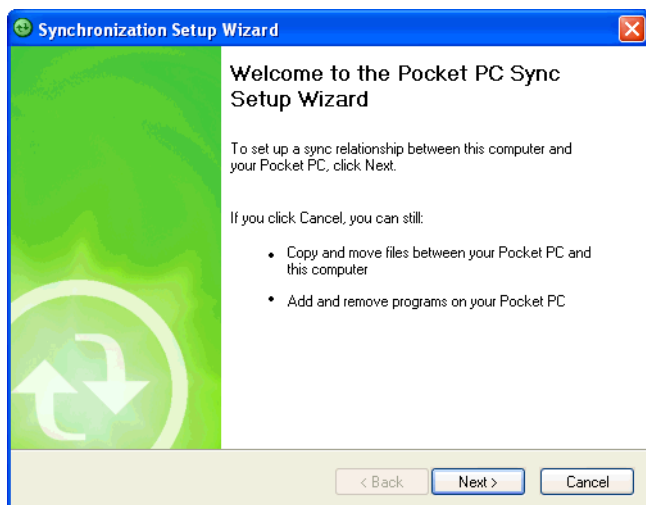 Synchronization Setup Wizard
Welcome to the Pocket PC Sync
Setup Wizard
To set up a sync relationship between this computer and
your Pocket PC, click Next.
If you click Cancel, you can still:
• Copy and move files between your Pocket PC and
this computer
• Add and remove programs on your Pocket PC
< Back Next > Cancel